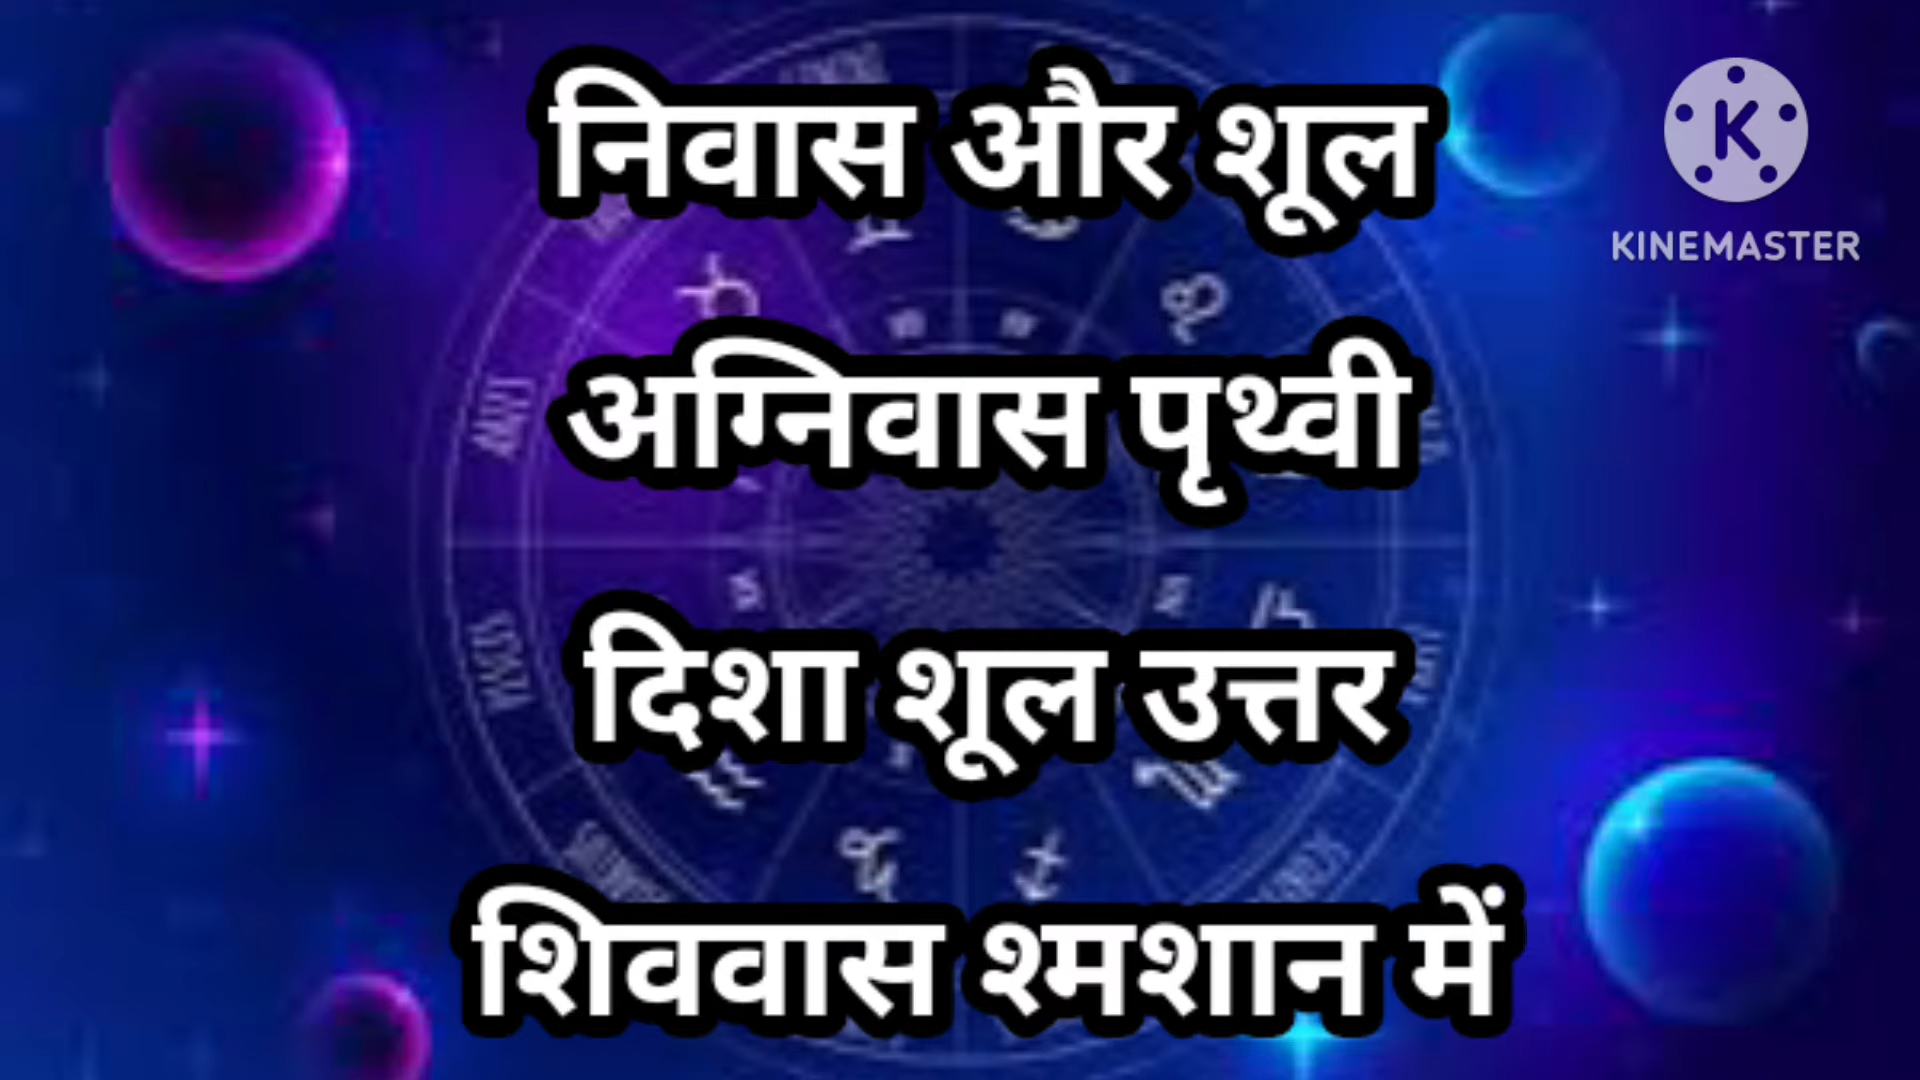 निवास और शूल
K
KINEMASTER
अग्निवास पृथ्वी
दिशा शूल उत्तर
शिववास श्मशान में